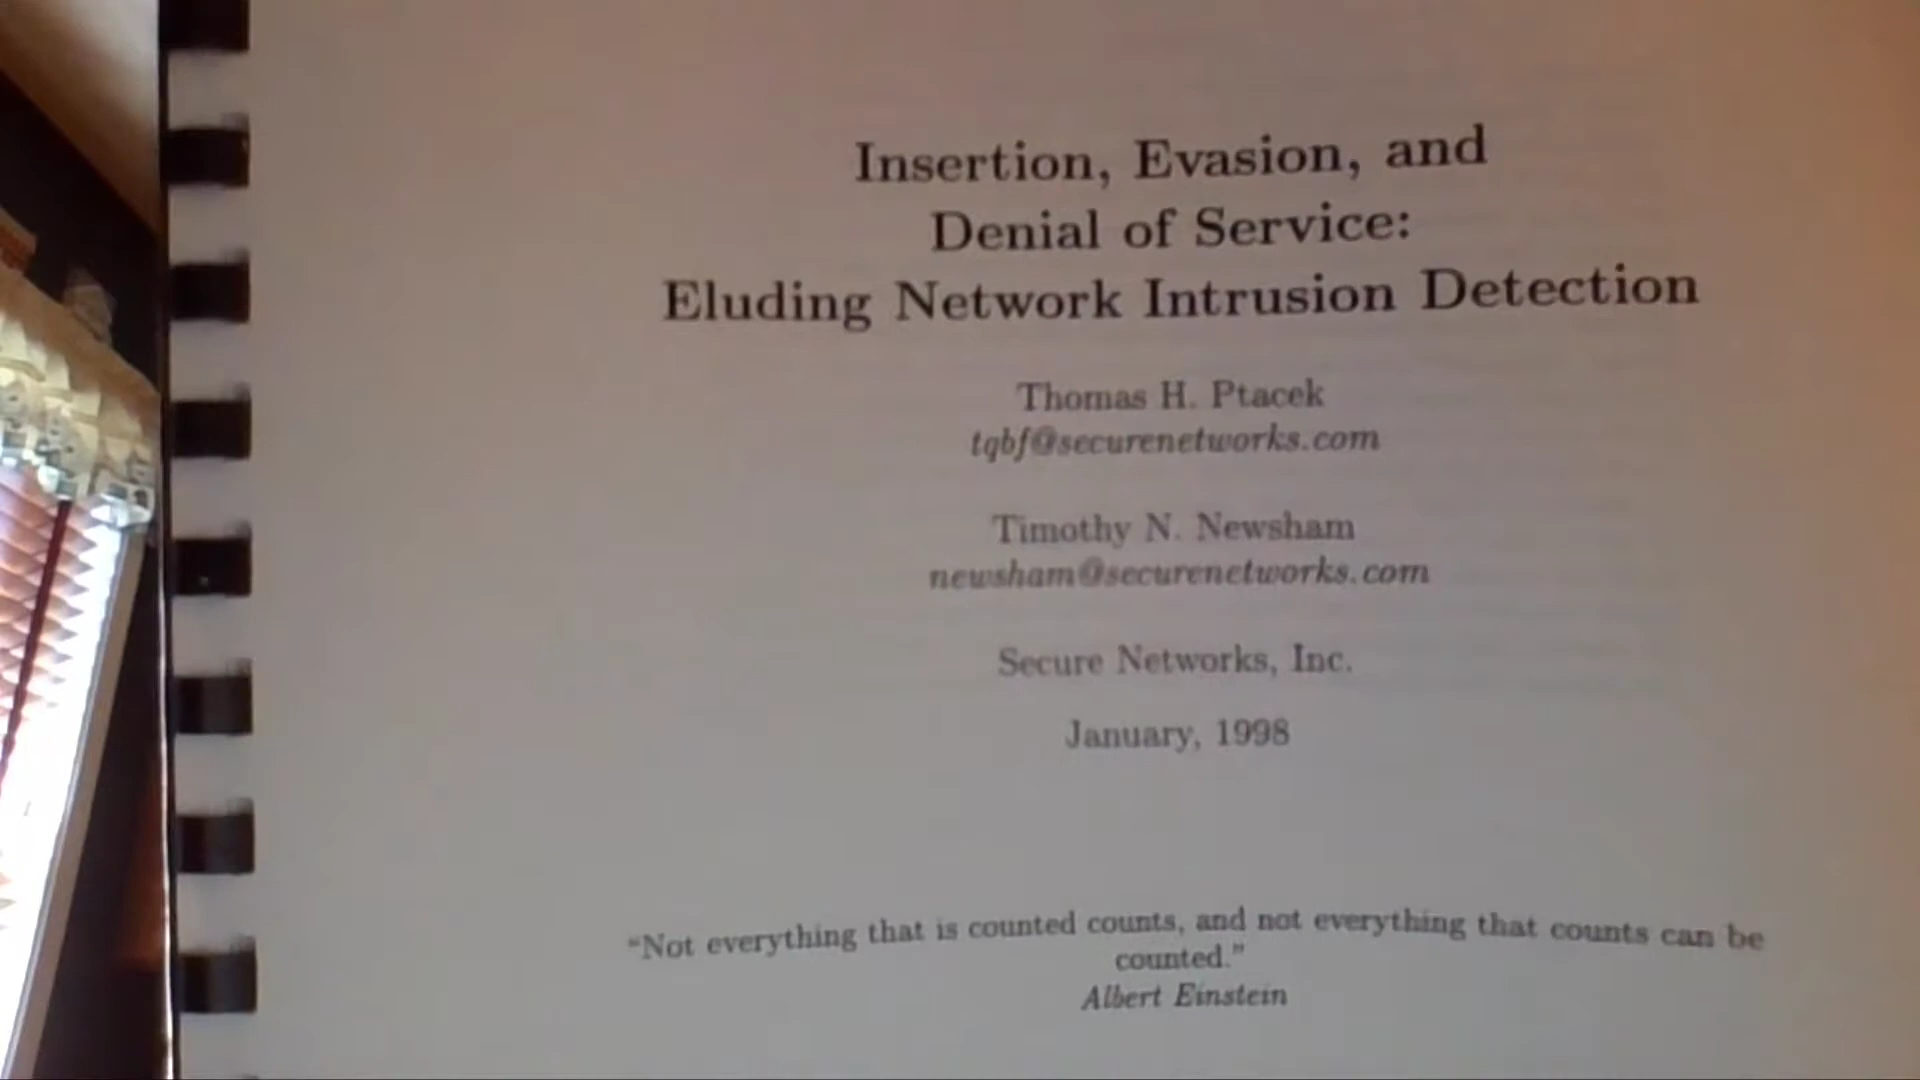 Insertion, Evasion, and
Denial of Service:
Eluding Network Intrusion Detection
Thomas H. Ptacek
tqbf@securenetworks.com
Timothy N. Newsham
newsham@securenetworks.com
Secure Networks, Inc.
January, 1998
“Not everything that is counted counts, and not everything that counts can be
counted.”
Albert Einstein